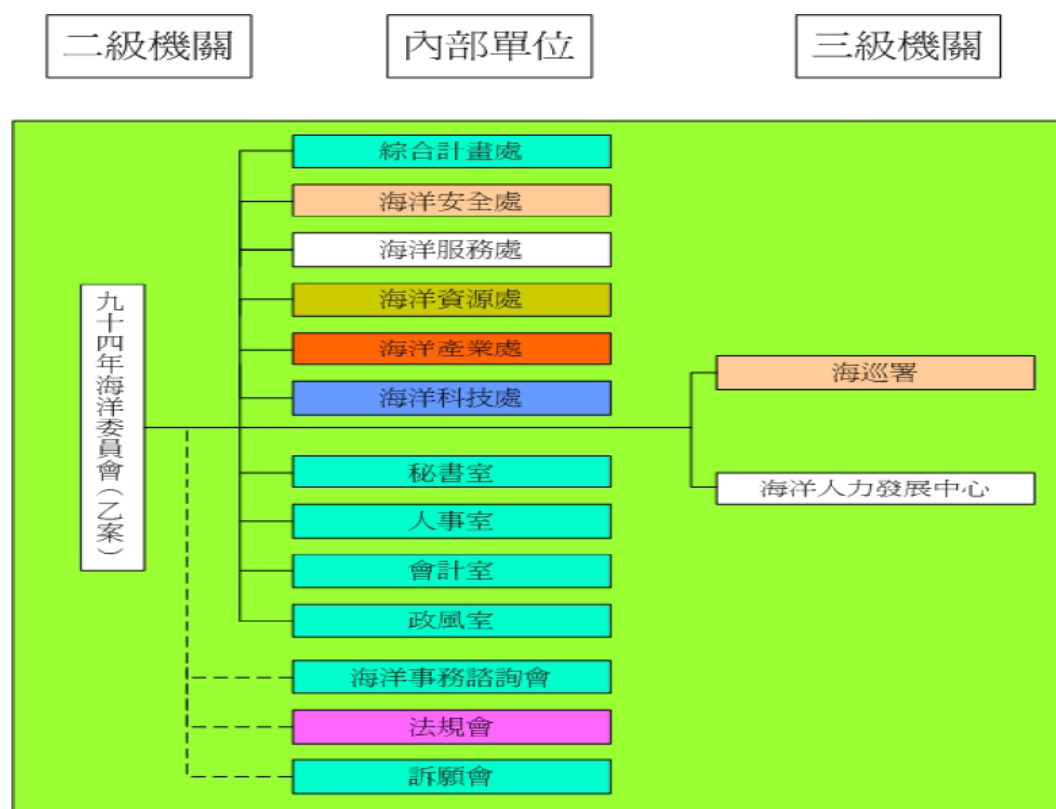 二級機關
內部單位
三級機關
綜合計畫處
海洋安全處
海洋服務處
海洋資源處
海洋產業處
海洋科技處
九十四年海洋委員會(乙案)
秘書室
人事室
會計室
政風室
海洋事務諮詢會
法規會
訴願會
海巡署
海洋人力發展中心